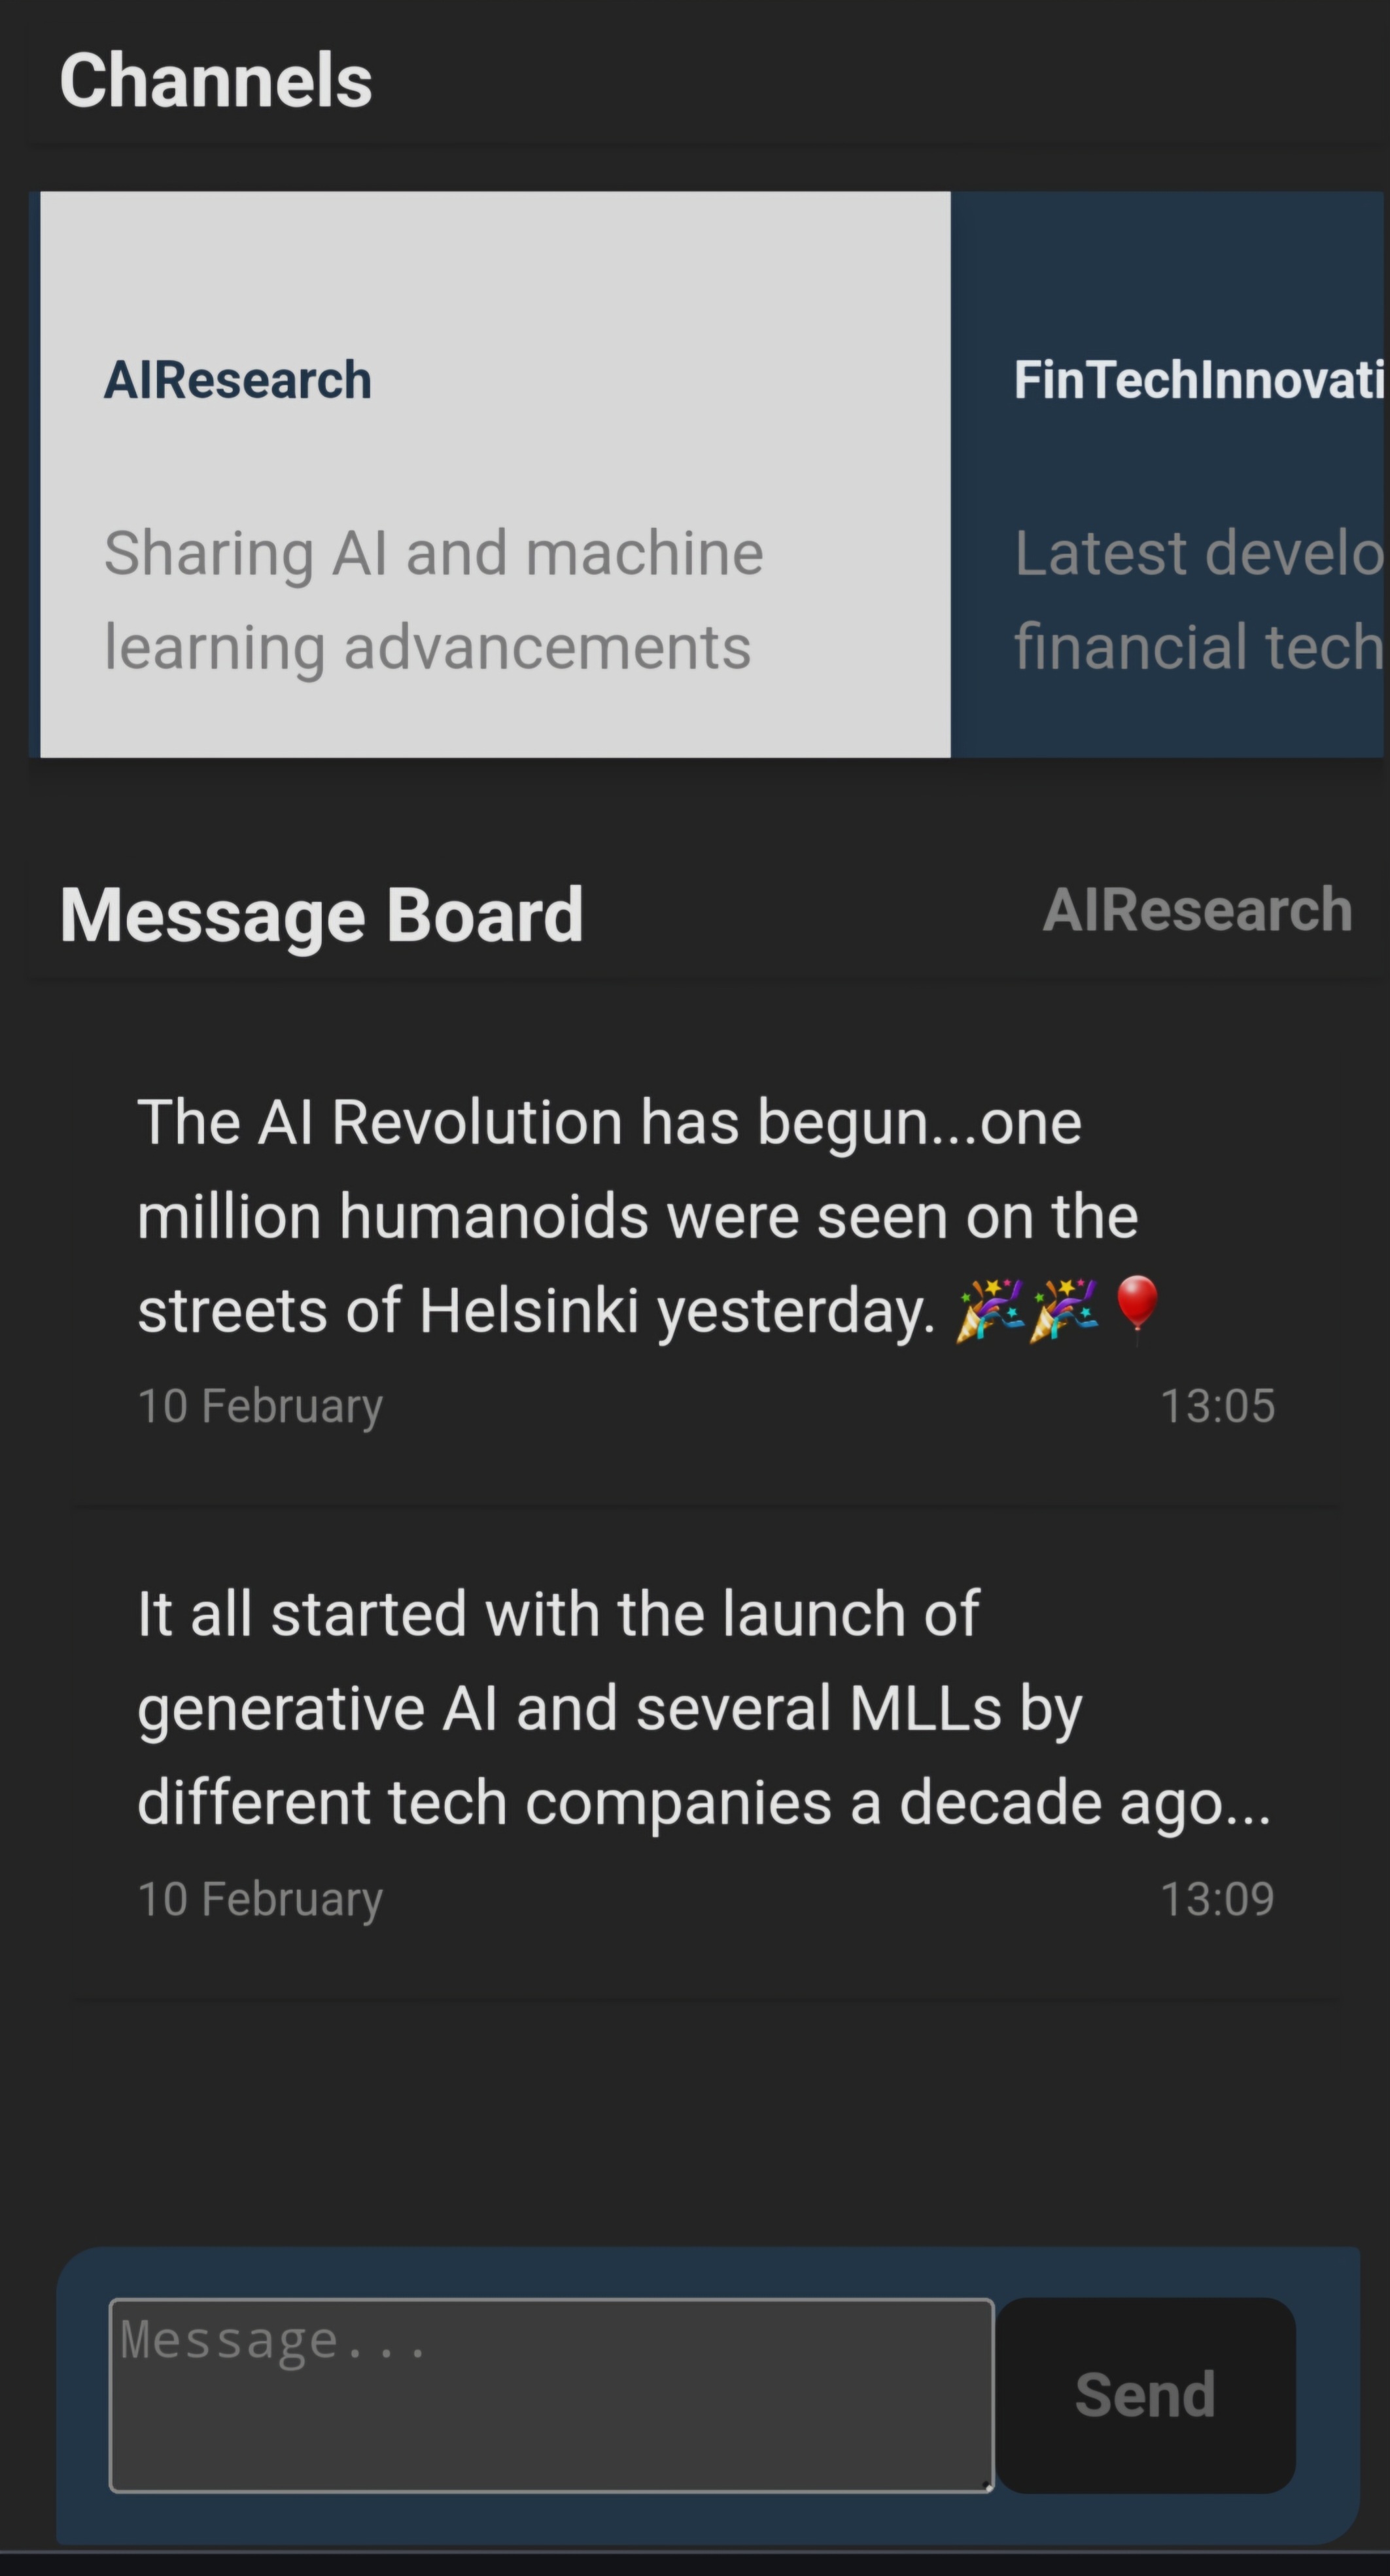 Channels
AIResearch
Sharing AI and machine
learning advancements
FinTechInnovati
Latest develo
financial tech
Message Board
AIResearch
The AI Revolution has begun...one
million humanoids were seen on the
streets of Helsinki yesterday. 🎉🎉🎈
10 February
13:05
It all started with the launch of
generative AI and several MLLs by
different tech companies a decade ago...
10 February
13:09
Message...
Send